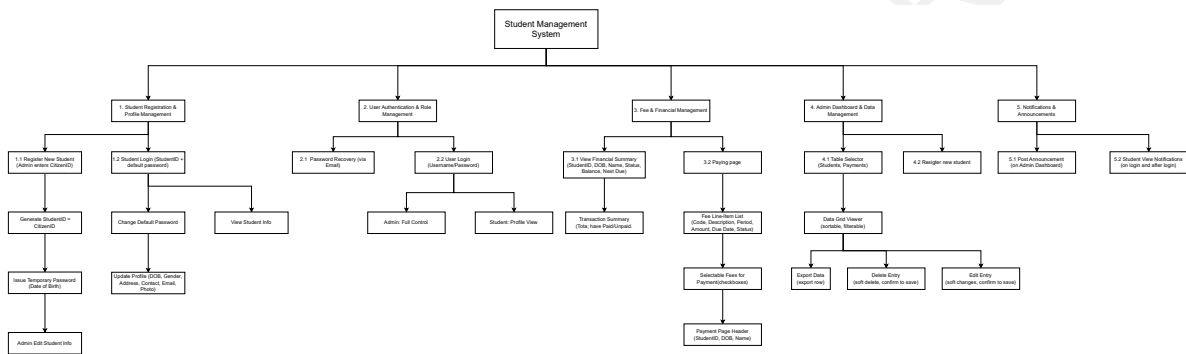 Student Management
System
1. Student Registration &
Profile Management
2. User Authentication & Role
Management
3. Fee & Financial Management
4. Admin Dashboard & Data
Management
5. Notifications &
Announcements
1.1 Register New Student
(Admin enters CitizenID)
1.2 Student Login (StudentID +
default password)
2.1 Password Recovery (via
Email)
2.2 User Login
(Username/Password)
3.1 View Financial Summary
(StudentID, DOB, Name, Status,
Balance, Next Due)
3.2 Paying page
4.1 Table Selector
(Students, Payments)
4.2 Resigter new student
5.1 Post Announcement
(on Admin Dashboard)
5.2 Student View Notifications
(on login and after login)
Generate StudentID =
CitizenID
Change Default Password
View Student Info
Admin: Full Control
Student: Profile View
Transaction Summary
(Tota; have Paid/Unpaid.
Fee Line-Item List
(Code, Description, Period,
Amount, Due Date, Status)
Data Grid Viewer
(sortable, filterable)
Issue Temporary Password
(Date of Birth)
Update Profile (DOB, Gender,
Address, Contact, Email,
Photo)
Selectable Fees for
Payment(checkboxes)
Export Data
(export row)
Delete Entry
(soft delete, confirm to save)
Edit Entry
(soft changes, confirm to save)
Admin Edit Student Info
Payment Page Header
(StudentID, DOB, Name)